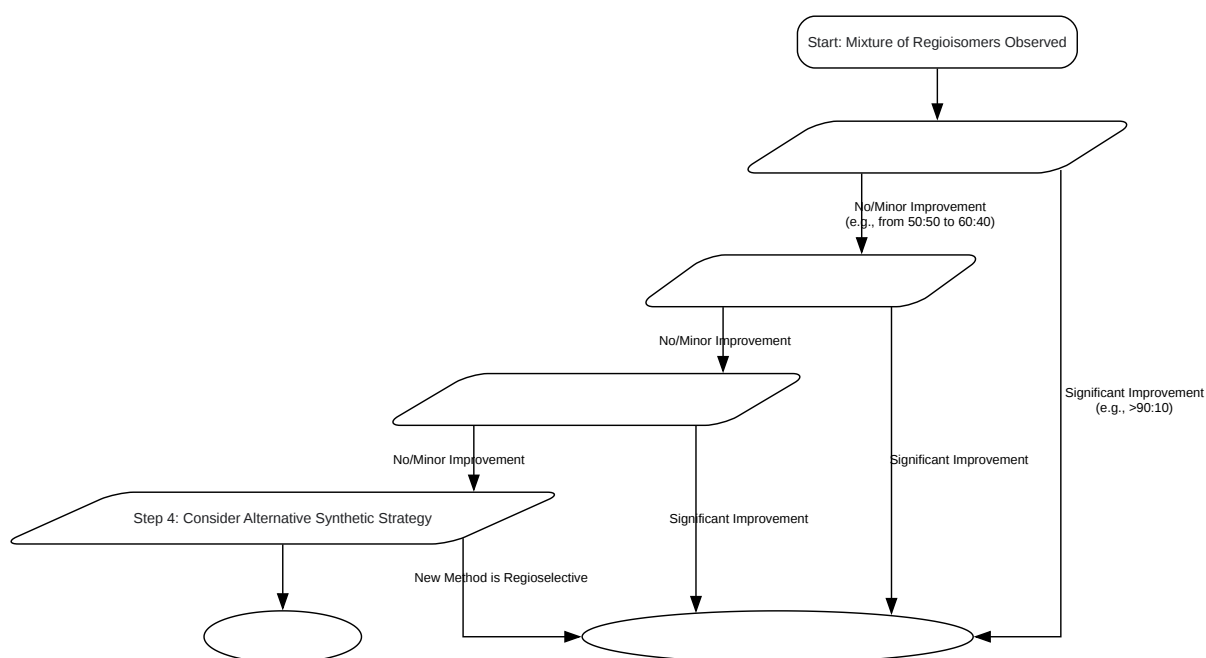 Start: Mixture of Regioisomers Observed
No/Minor Improvement
(e.g., from 50:50 to 60:40)
No/Minor Improvement
Significant Improvement
(e.g., >90:10)
No/Minor Improvement
Significant Improvement
Step 4: Consider Alternative Synthetic Strategy
Significant Improvement
New Method is Regioselective